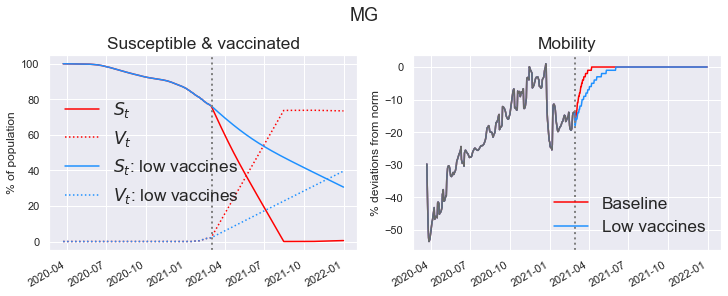 MG
Susceptible & vaccinated
% of population
100
80
60
40
20
0
S_t
V_t
S_t: low vaccines
V_t: low vaccines
2020-04
2020-07
2020-10
2021-01
2021-04
2021-07
2021-10
2022-01
Mobility
% deviations from norm
0
−10
−20
−30
−40
−50
Baseline
Low vaccines
2020-04
2020-07
2020-10
2021-01
2021-04
2021-07
2021-10
2022-01